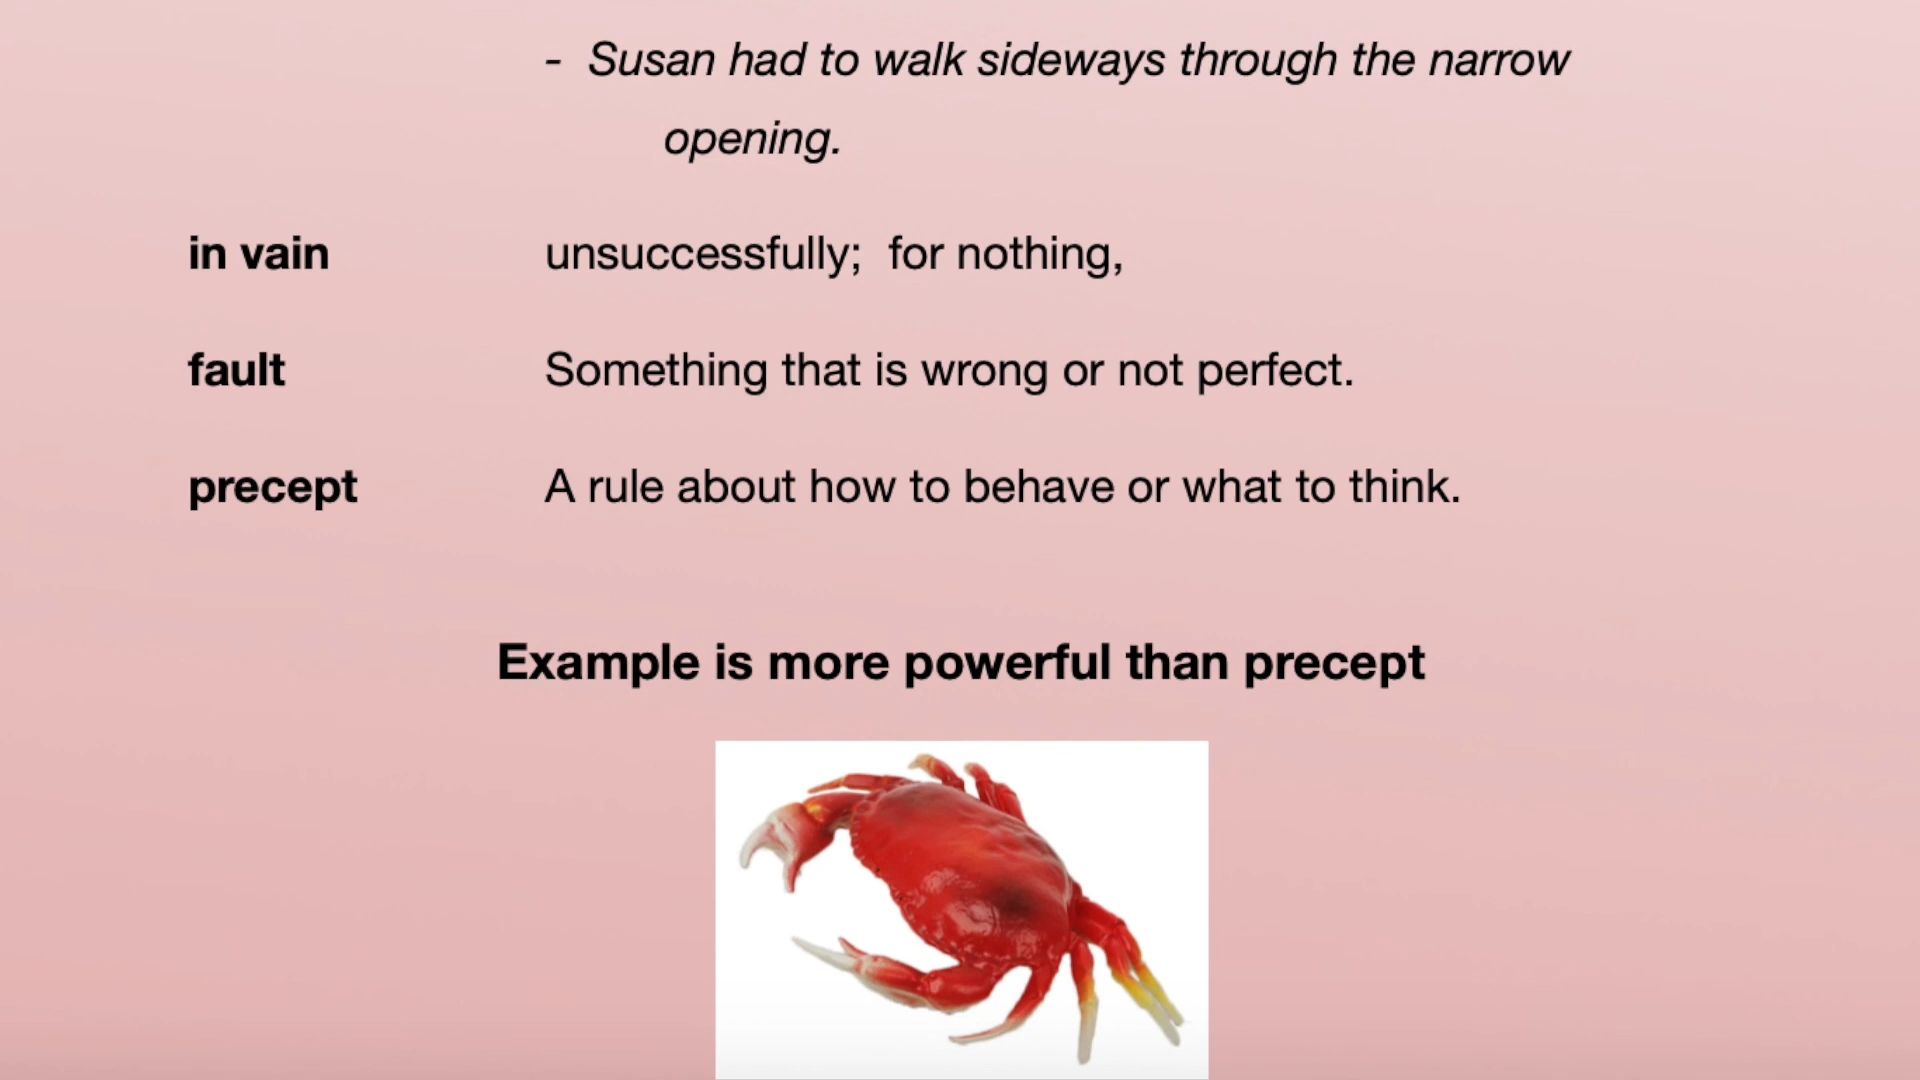 - Susan had to walk sideways through the narrow
opening.
in vain unsuccessfully; for nothing,
fault Something that is wrong or not perfect.
precept A rule about how to behave or what to think.
Example is more powerful than precept